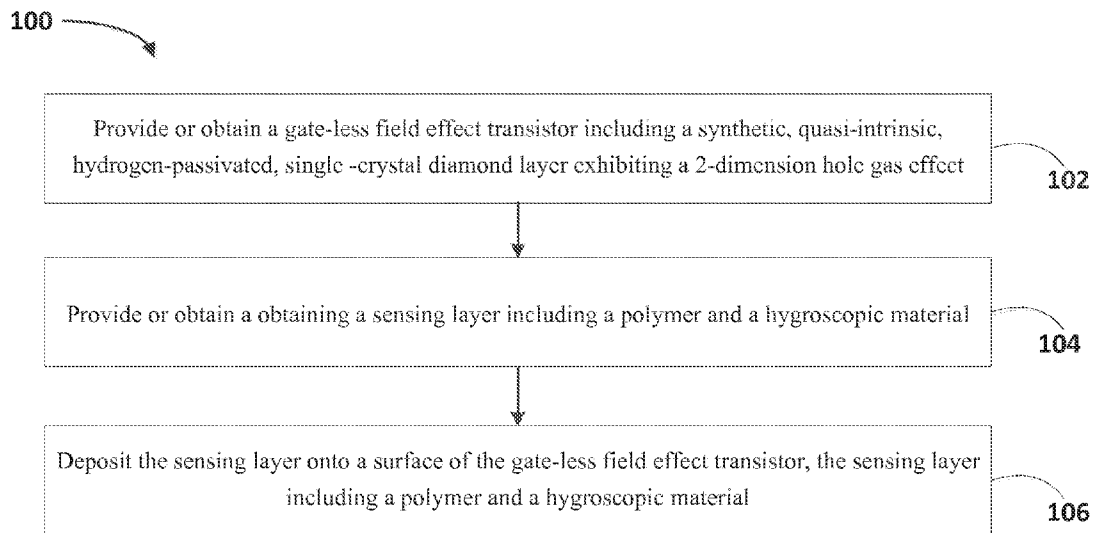 100
Provide or obtain a gate-less field effect transistor including a synthetic, quasi-intrinsic,
hydrogen-passivated, single -crystal diamond layer exhibiting a 2-dimension hole gas effect
102
Provide or obtain a obtaining a sensing layer including a polymer and a hygroscopic material
104
Deposit the sensing layer onto a surface of the gate-less field effect transistor, the sensing layer
including a polymer and a hygroscopic material
106